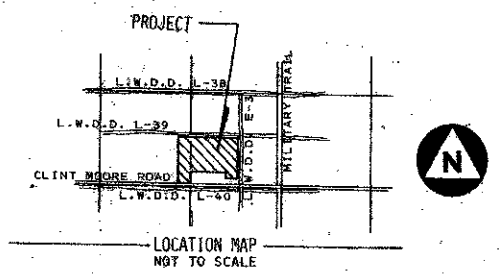 PROJECT
L.W.D.D. L-38
L.W.D.D. L-39
L.W.D.D. E-3
MILITARY TRAIL
CLINT MOORE ROAD
L.W.D.D. L-40
N
LOCATION MAP
NOT TO SCALE